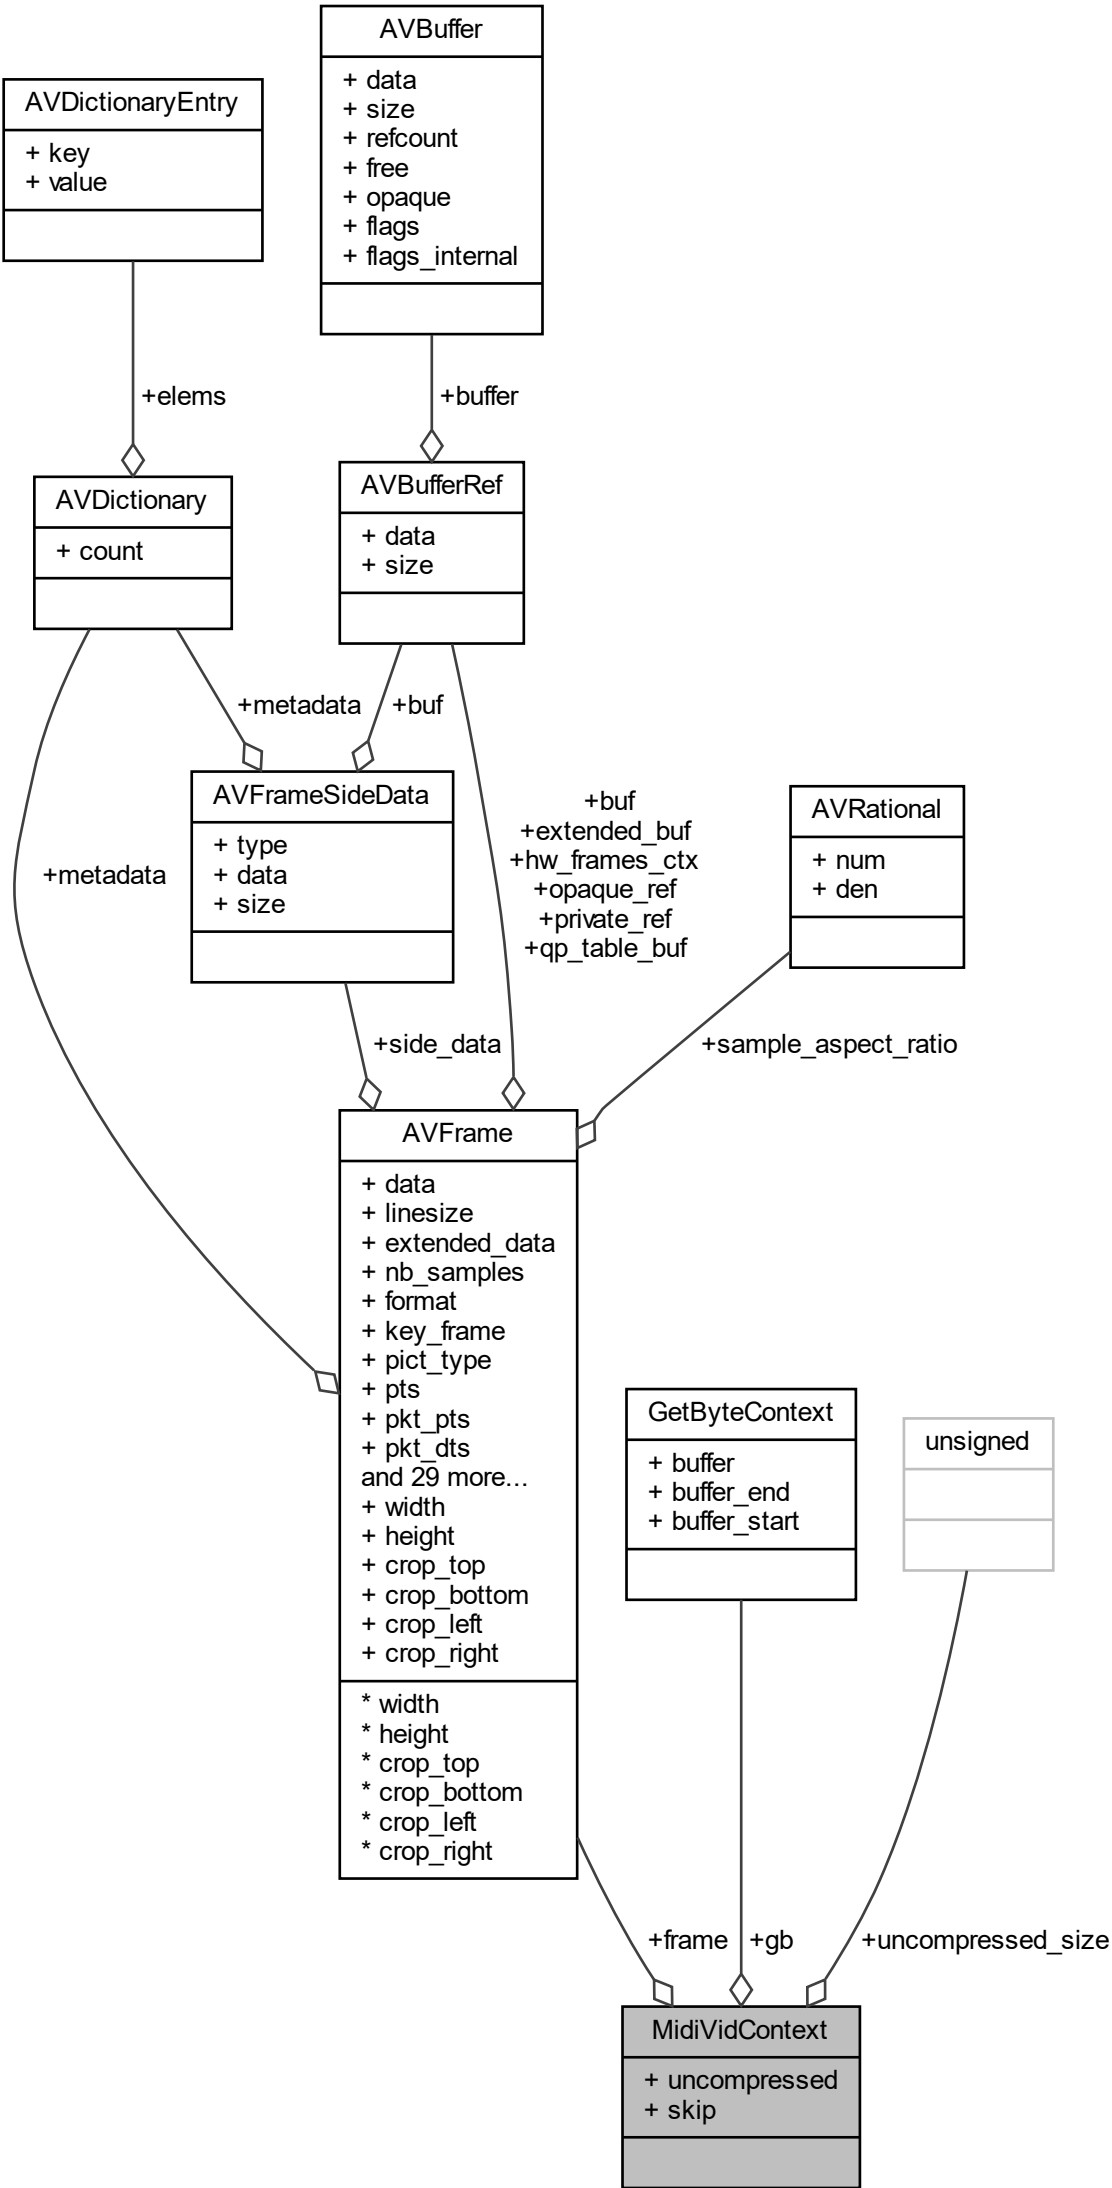 AVBuffer
+ data
+ size
+ refcount
+ free
+ opaque
+ flags
+ flags_internal
AVDictionaryEntry
+ key
+ value
+elems
+buffer
AVDictionary
+ count
AVBufferRef
+ data
+ size
+metadata
+buf
AVFrameSideData
+ type
+ data
+ size
+buf
+extended_buf
+hw_frames_ctx
+opaque_ref
+private_ref
+qp_table_buf
AVRational
+ num
+ den
+metadata
+side_data
+sample_aspect_ratio
AVFrame
+ data
+ linesize
+ extended_data
+ nb_samples
+ format
+ key_frame
+ pict_type
+ pts
+ pkt_pts
+ pkt_dts
and 29 more...
+ width
+ height
+ crop_top
+ crop_bottom
+ crop_left
+ crop_right
* width
* height
* crop_top
* crop_bottom
* crop_left
* crop_right
GetByteContext
+ buffer
+ buffer_end
+ buffer_start
unsigned
+frame
+gb
+uncompressed_size
MidiVidContext
+ uncompressed
+ skip